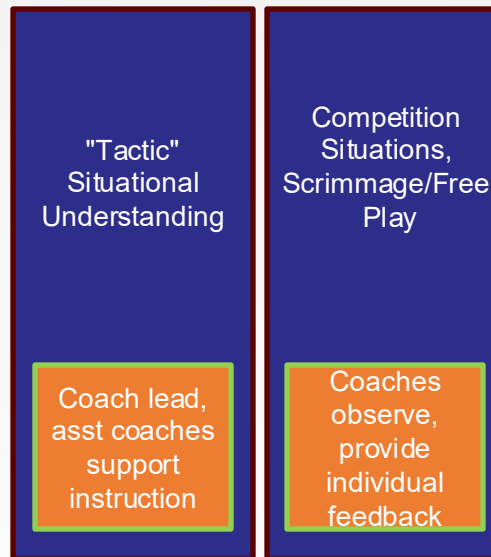 "Tactic"
Situational
Understanding
Coach lead,
asst coaches
support
instruction
Competition
Situations,
Scrimmage/Free
Play
Coaches
observe,
provide
individual
feedback